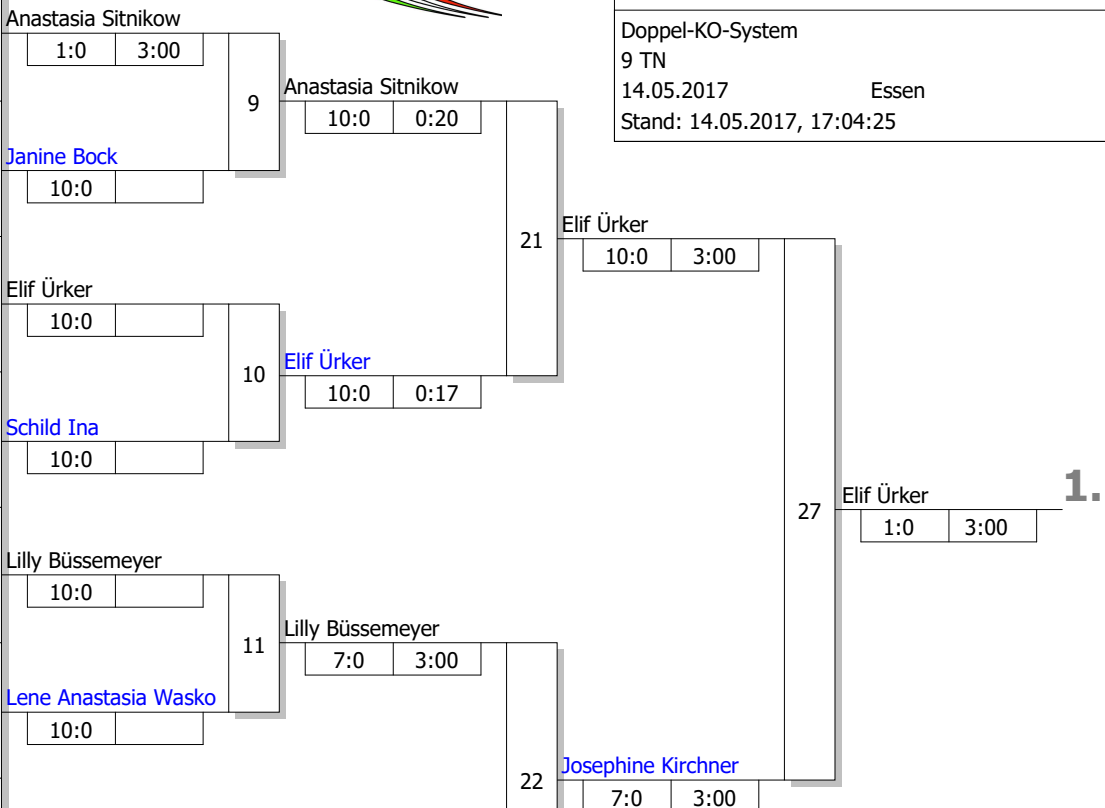 Anastasia Sitnikow
1:0 3:00
Doppel-KO-System
9 TN
14.05.2017 Essen
Stand: 14.05.2017, 17:04:25
9
Anastasia Sitnikow
10:0 0:20
Janine Bock
10:0
21
Elif Ürker
10:0 3:00
Elif Ürker
10:0
10
Elif Ürker
10:0 0:17
Schild Ina
10:0
27
Elif Ürker
1:0 3:00
1.
Lilly Büssemeyer
10:0
11
Lilly Büssemeyer
7:0 3:00
Lene Anastasia Wasko
10:0
22
Josephine Kirchner
7:0 3:00